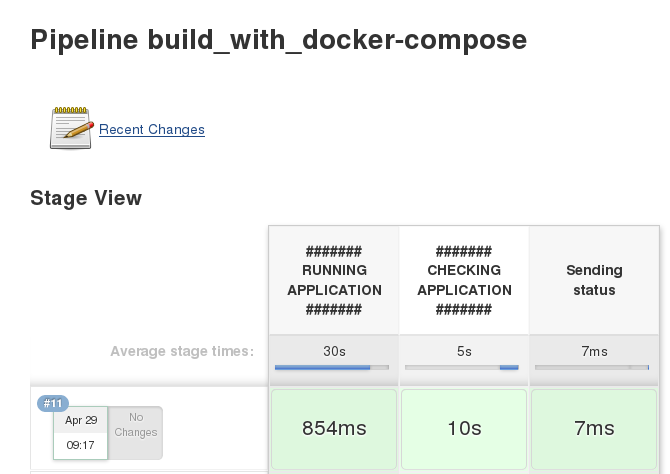 Pipeline build_with_docker-compose
Recent Changes
Stage View
#######
RUNNING
APPLICATION
#######
#######
CHECKING
APPLICATION
#######
Sending
status
Average stage times:
30s
5s
7ms
#11
Apr 29
09:17
No
Changes
854ms
10s
7ms